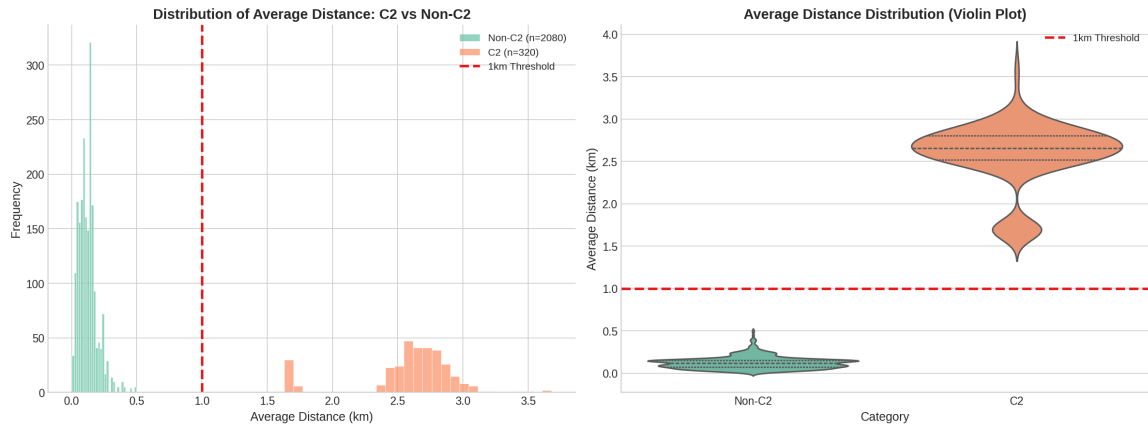 Distribution of Average Distance: C2 vs Non-C2
Non-C2 (n=2080)
C2 (n=320)
1km Threshold
Frequency
300
250
200
150
100
50
0
0.0 0.5 1.0 1.5 2.0 2.5 3.0 3.5
Average Distance (km)
Average Distance Distribution (Violin Plot)
1km Threshold
Average Distance (km)
4.0
3.5
3.0
2.5
2.0
1.5
1.0
0.5
0.0
Non-C2 C2
Category